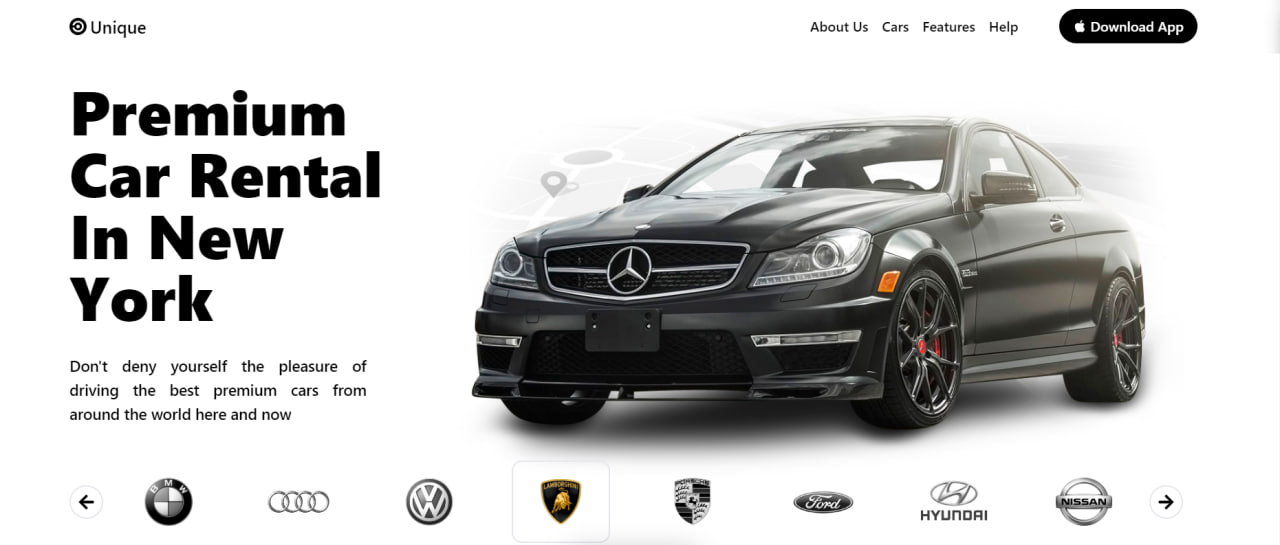 Unique
About Us Cars Features Help
Download App
Premium
Car Rental
In New
York
Don't deny yourself the pleasure of
driving the best premium cars from
around the world here and now
BMW
LAMBORGHINI
PORSCHE
Ford
HYUNDAI
NISSAN